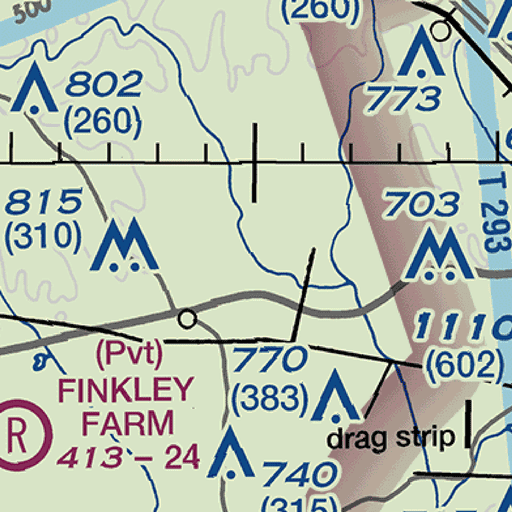 500
(260)
802
(260)
773
815
(310)
703
T 293
1110
(602)
(Pvt)
FINKLEY
FARM
413 - 24
R
770
(383)
drag strip
740
(315)